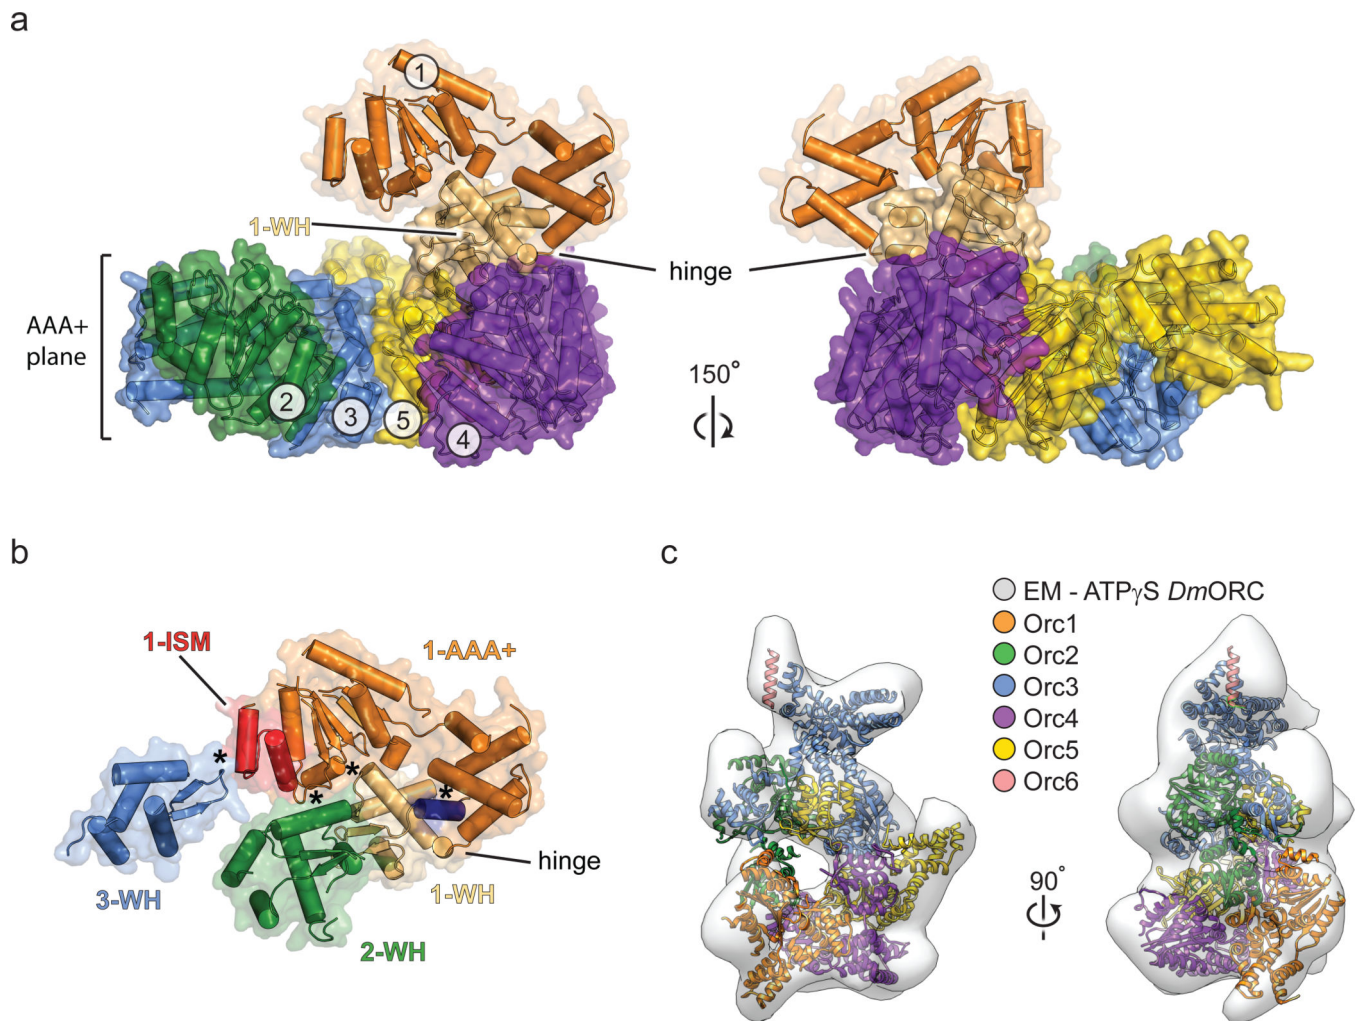 a
1
1-WH
hinge
AAA+
plane
2
3
5
4
150°
b
1-ISM
1-AAA+
*
*
*
*
hinge
3-WH
1-WH
2-WH
c
EM - ATPγS DmORC
Orc1
Orc2
Orc3
Orc4
Orc5
Orc6
90°